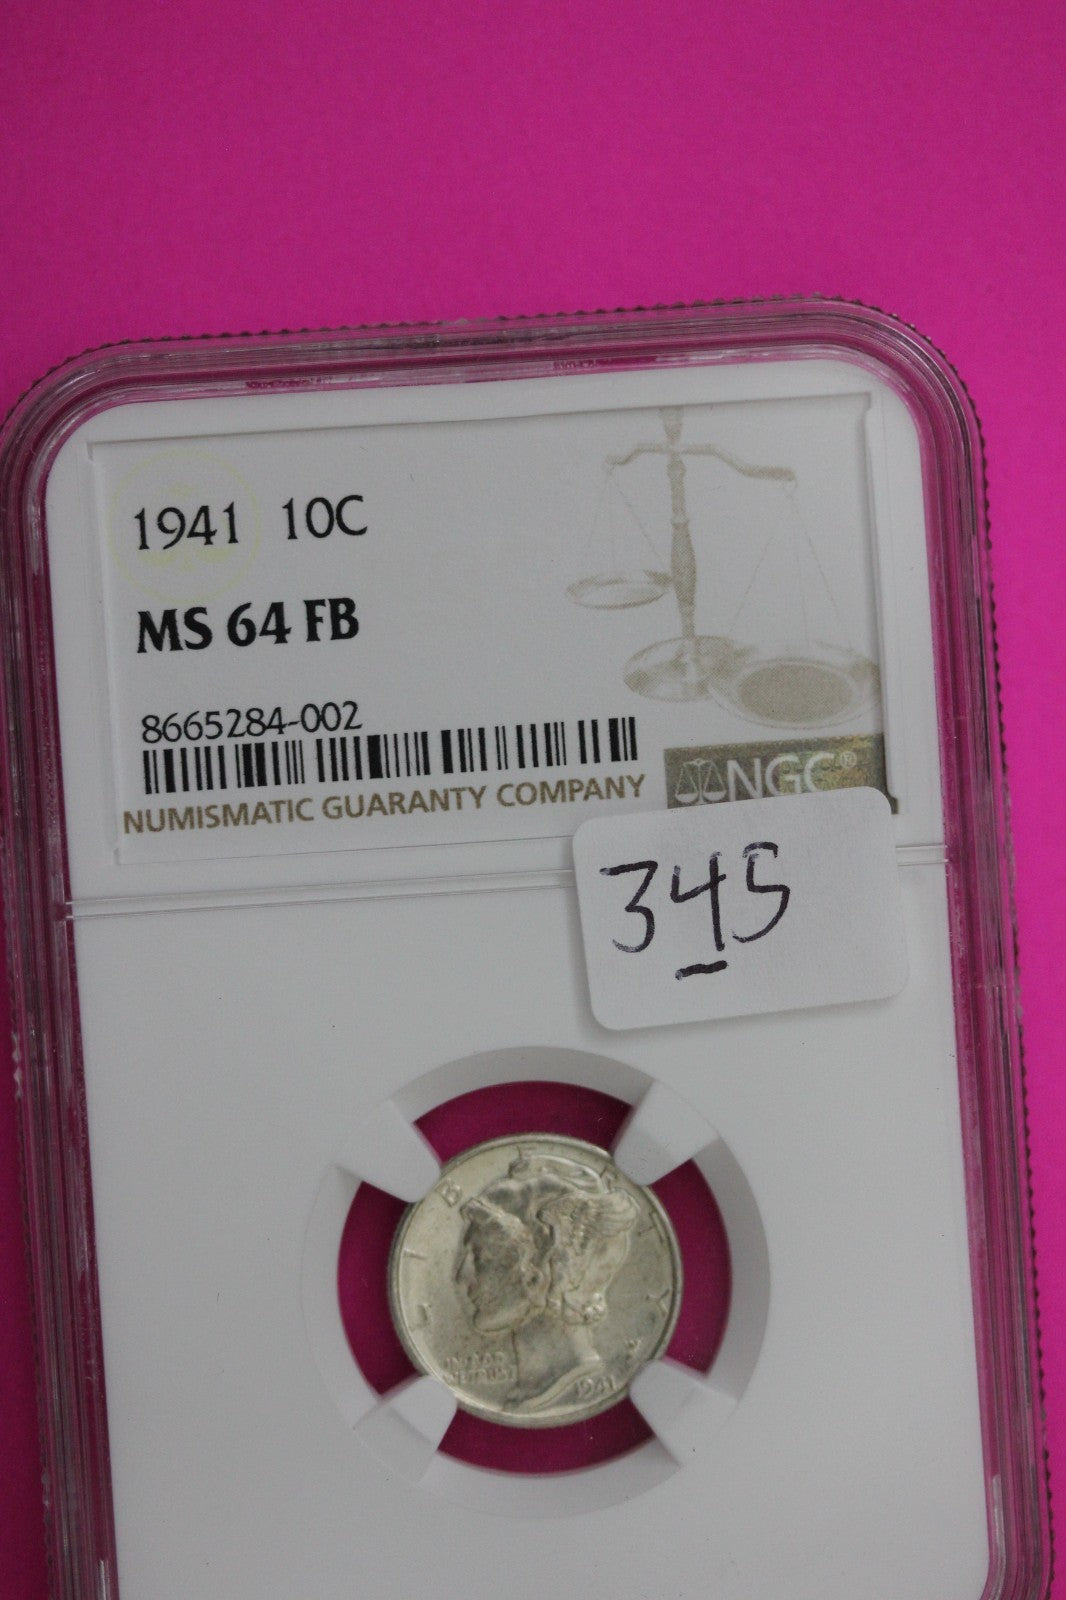 1941 10C
MS 64 FB
8665284-002
NUMISMATIC GUARANTY COMPANY
NGC®
345
LIBERTY
IN GOD
WE TRUST
1941